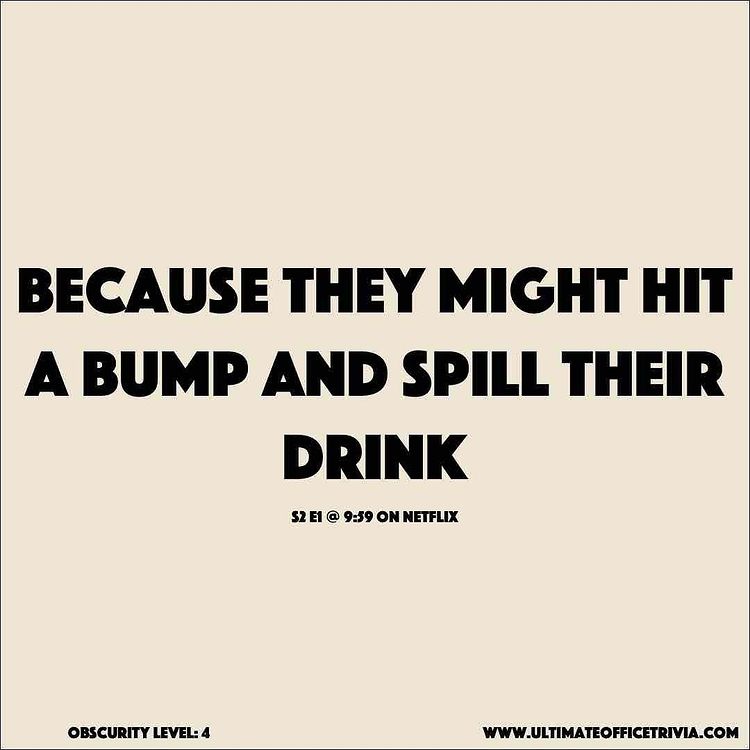 BECAUSE THEY MIGHT HIT
A BUMP AND SPILL THEIR
DRINK
S2 E1 @ 9:59 ON NETFLIX
OBSCURITY LEVEL: 4
WWW.ULTIMATEOFFICETRIVIA.COM